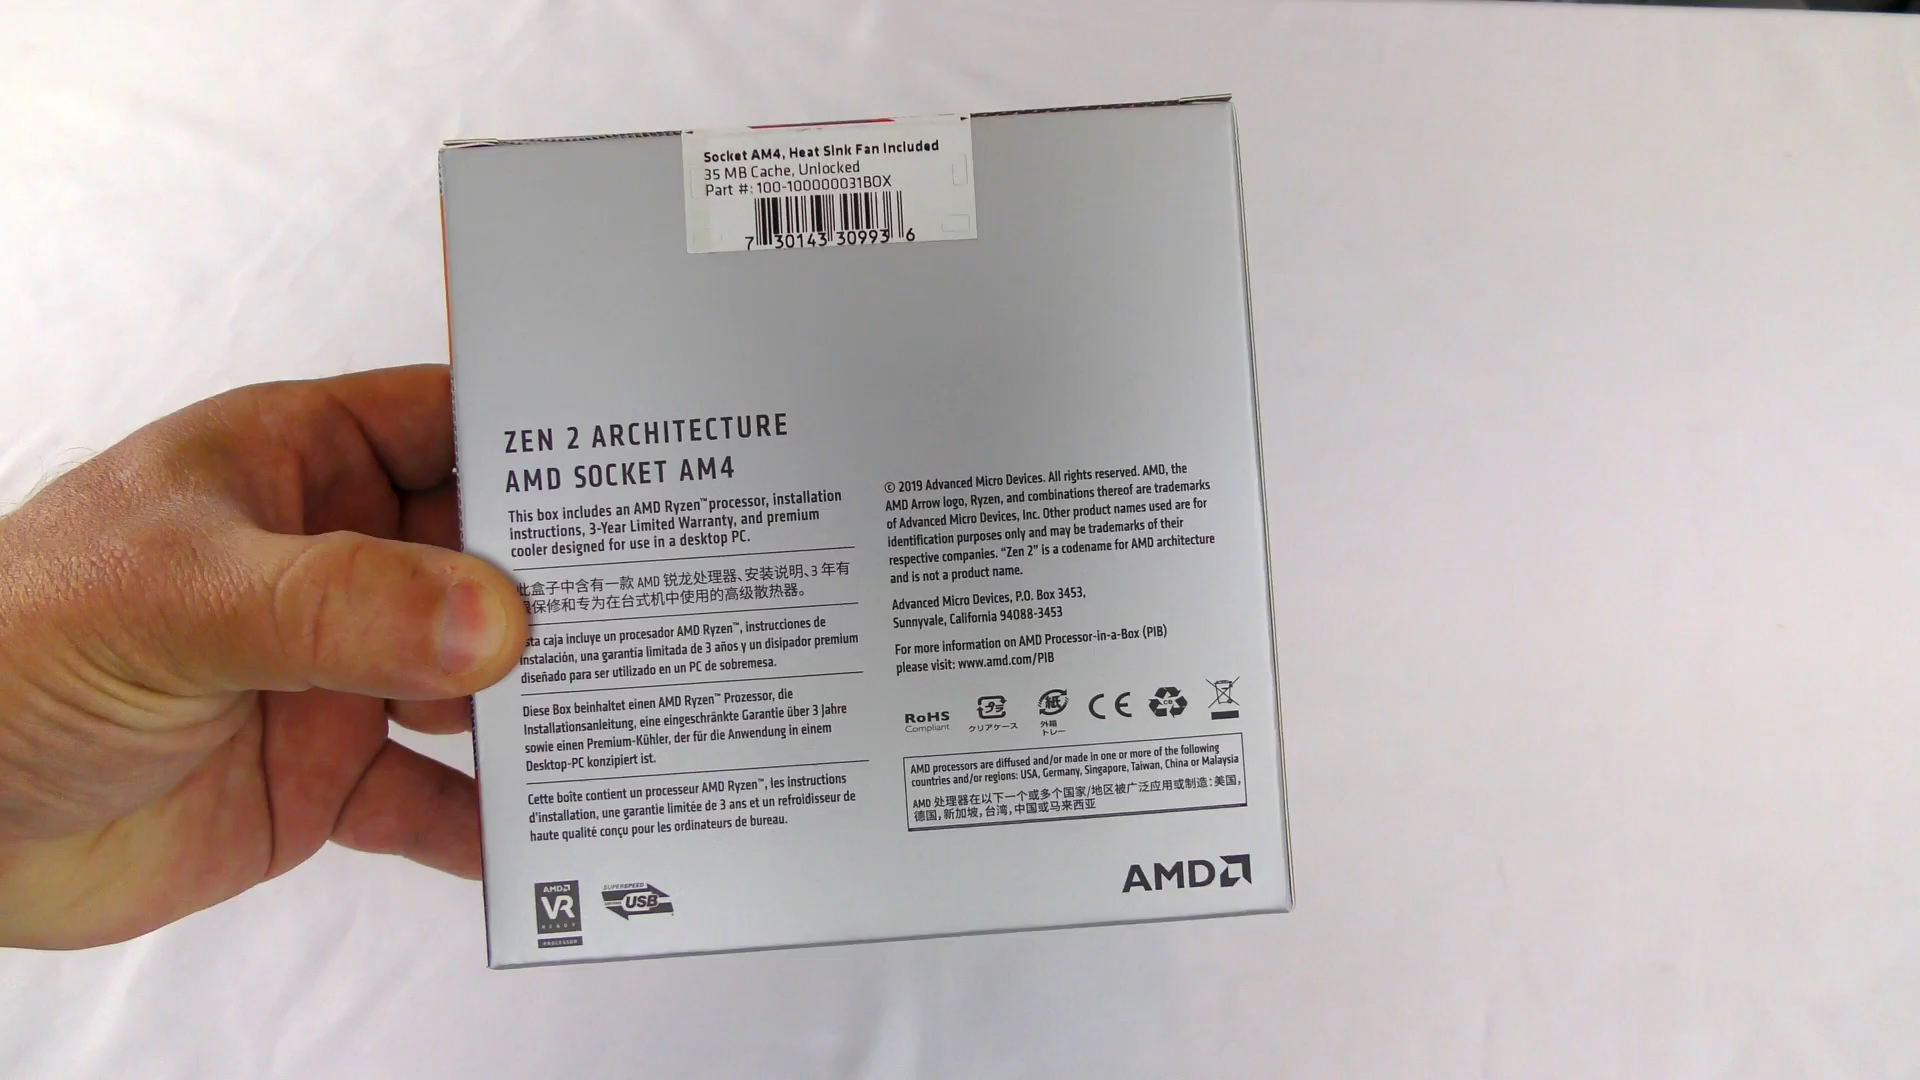 Socket AM4, Heat Sink Fan Included
35 MB Cache, Unlocked
Part #: 100-100000031BOX
7 30143 30993 6
ZEN 2 ARCHITECTURE
AMD SOCKET AM4
This box includes an AMD Ryzen™ processor, installation
instructions, 3-Year Limited Warranty, and premium
cooler designed for use in a desktop PC.
此盒子中含有一款 AMD 锐龙处理器、安装说明、3 年有
保修和专为在台式机中使用的高级散热器。
sta caja incluye un procesador AMD Ryzen™, instrucciones de
instalación, una garantía limitada de 3 años y un disipador premium
diseñado para ser utilizado en un PC de sobremesa.
Diese Box beinhaltet einen AMD Ryzen™ Prozessor, die
Installationsanleitung, eine eingeschränkte Garantie über 3 Jahre
sowie einen Premium-Kühler, der für die Anwendung in einem
Desktop-PC konzipiert ist.
Cette boîte contient un processeur AMD Ryzen™, les instructions
d'installation, une garantie limitée de 3 ans et un refroidisseur de
haute qualité conçu pour les ordinateurs de bureau.
AMD
VR
READY
PROCESSOR
SUPERSPEED
USB
© 2019 Advanced Micro Devices. All rights reserved. AMD, the
AMD Arrow logo, Ryzen, and combinations thereof are trademarks
of Advanced Micro Devices, Inc. Other product names used are for
identification purposes only and may be trademarks of their
respective companies. “Zen 2” is a codename for AMD architecture
and is not a product name.
Advanced Micro Devices, P.O. Box 3453,
Sunnyvale, California 94088-3453
For more information on AMD Processor-in-a-Box (PIB)
please visit: www.amd.com/PIB
RoHS
Compliant
プラ
クリアケース
紙
外箱
トレー
CE
AMD processors are diffused and/or made in one or more of the following
countries and/or regions: USA, Germany, Singapore, Taiwan, China or Malaysia
AMD 处理器在以下一个或多个国家/地区被广泛应用或制造：美国，
德国，新加坡，台湾，中国或马来西亚
AMD